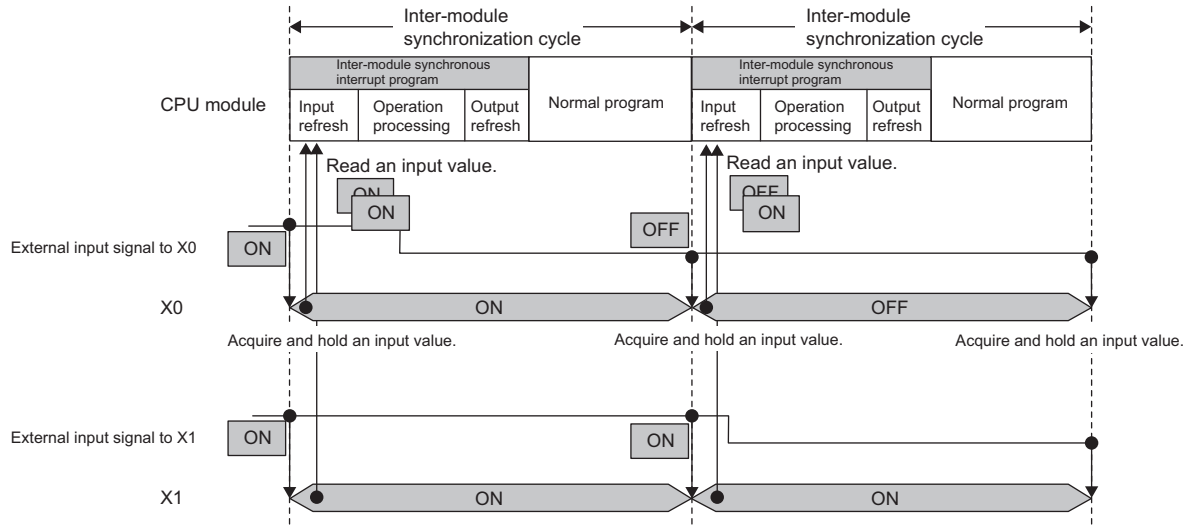 Inter-module
synchronization cycle
Inter-module
synchronization cycle
CPU module
Inter-module synchronous
interrupt program
Input
refresh
Operation
processing
Output
refresh
Normal program
Inter-module synchronous
interrupt program
Input
refresh
Operation
processing
Output
refresh
Normal program
Read an input value.
Read an input value.
ON
ON
OFF
ON
External input signal to X0
ON
OFF
X0
ON
OFF
Acquire and hold an input value.
Acquire and hold an input value.
Acquire and hold an input value.
External input signal to X1
ON
ON
X1
ON
ON